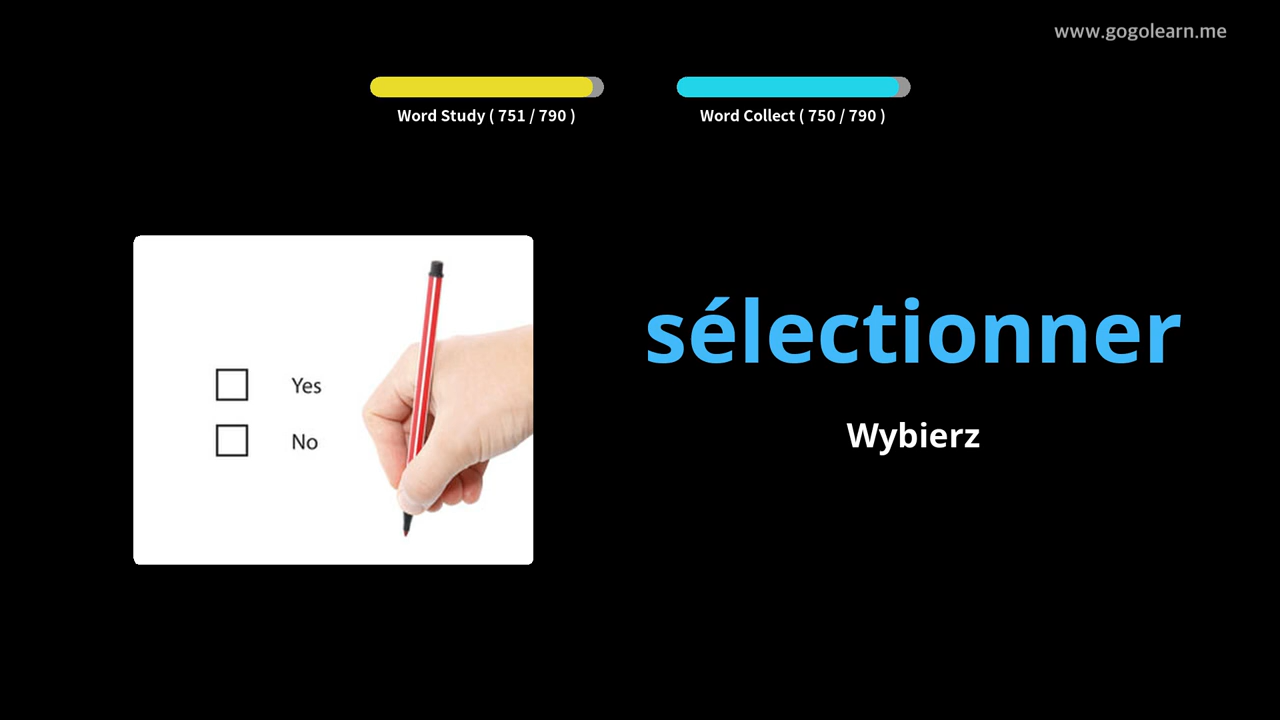 www.gogolearn.me
Word Study ( 751 / 790 )
Word Collect ( 750 / 790 )
sélectionner
Wybierz
Yes
No